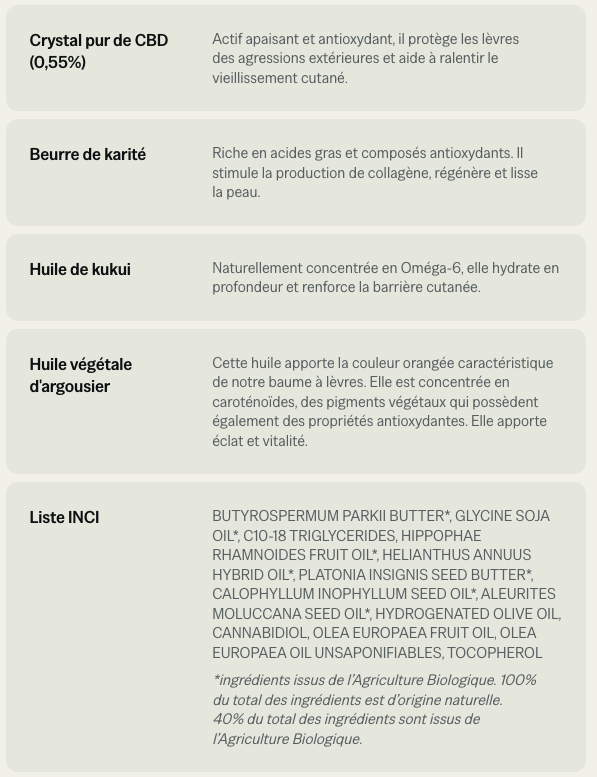 Crystal pur de CBD
(0,55%)
Actif apaisant et antioxydant, il protège les lèvres
des agressions extérieures et aide à ralentir le
vieillissement cutané.
Beurre de karité
Riche en acides gras et composés antioxydants. Il
stimule la production de collagène, régénère et lisse
la peau.
Huile de kukui
Naturellement concentrée en Oméga-6, elle hydrate en
profondeur et renforce la barrière cutanée.
Huile végétale
d'argousier
Cette huile apporte la couleur orangée caractéristique
de notre baume à lèvres. Elle est concentrée en
caroténoïdes, des pigments végétaux qui possèdent
également des propriétés antioxydantes. Elle apporte
éclat et vitalité.
Liste INCI
BUTYROSPERMUM PARKII BUTTER*, GLYCINE SOJA
OIL*, C10-18 TRIGLYCERIDES, HIPPOPHAE
RHAMNOIDES FRUIT OIL*, HELIANTHUS ANNUUS
HYBRID OIL*, PLATONIA INSIGNIS SEED BUTTER*,
CALOPHYLLUM INOPHYLLUM SEED OIL*, ALEURITES
MOLUCCANA SEED OIL*, HYDROGENATED OLIVE OIL,
CANNABIDIOL, OLEA EUROPAEA FRUIT OIL, OLEA
EUROPAEA OIL UNSAPONIFIABLES, TOCOPHEROL
*ingrédients issus de l’Agriculture Biologique. 100%
du total des ingrédients est d’origine naturelle.
40% du total des ingrédients sont issus de
l’Agriculture Biologique.